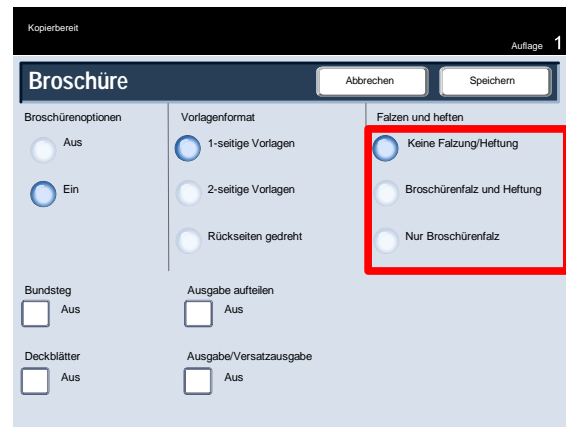 Kopierbereit
Auflage 1
Broschüre
Abbrechen
Speichern
Broschürenoptionen
Aus
Ein
Vorlagenformat
1-seitige Vorlagen
2-seitige Vorlagen
Rückseiten gedreht
Falzen und heften
Keine Falzung/Heftung
Broschürenfalz und Heftung
Nur Broschürenfalz
Bundsteg
Aus
Ausgabe aufteilen
Aus
Deckblätter
Aus
Ausgabe/Versatzausgabe
Aus